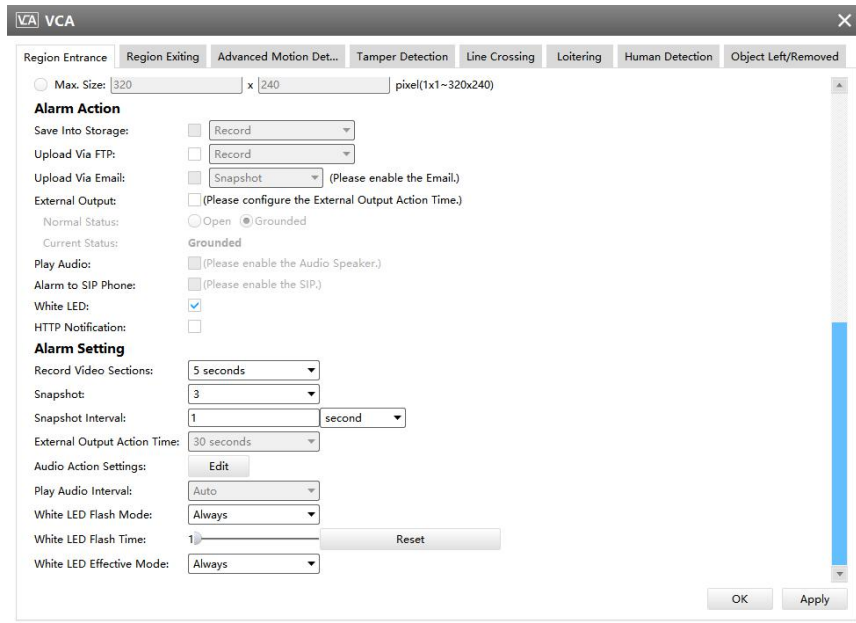 VCA VCA
Region Entrance Region Exiting Advanced Motion Det... Tamper Detection Line Crossing Loitering Human Detection Object Left/Removed
Max. Size: 320 x 240 pixel(1x1~320x240)
Alarm Action
Save Into Storage: Record
Upload Via FTP: Record
Upload Via Email: Snapshot (Please enable the Email.)
External Output: (Please configure the External Output Action Time.)
Normal Status: Open Grounded
Current Status: Grounded
Play Audio: (Please enable the Audio Speaker.)
Alarm to SIP Phone: (Please enable the SIP.)
White LED:
HTTP Notification:
Alarm Setting
Record Video Sections: 5 seconds
Snapshot: 3
Snapshot Interval: 1 second
External Output Action Time: 30 seconds
Audio Action Settings: Edit
Play Audio Interval: Auto
White LED Flash Mode: Always
White LED Flash Time: 1 Reset
White LED Effective Mode: Always
OK Apply